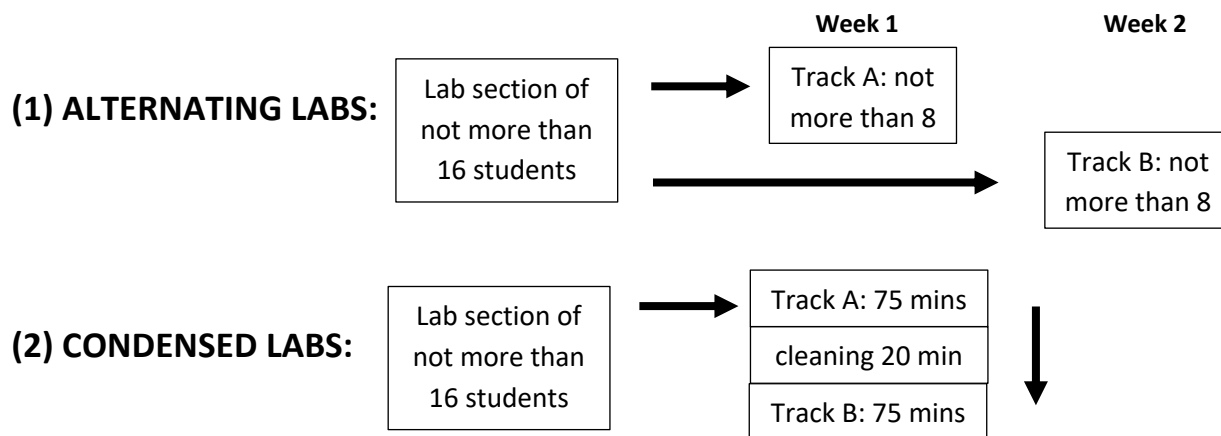 Week 1
Week 2
(1) ALTERNATING LABS:
Lab section of
not more than
16 students
Track A: not
more than 8
Track B: not
more than 8
(2) CONDENSED LABS:
Lab section of
not more than
16 students
Track A: 75 mins
cleaning 20 min
Track B: 75 mins